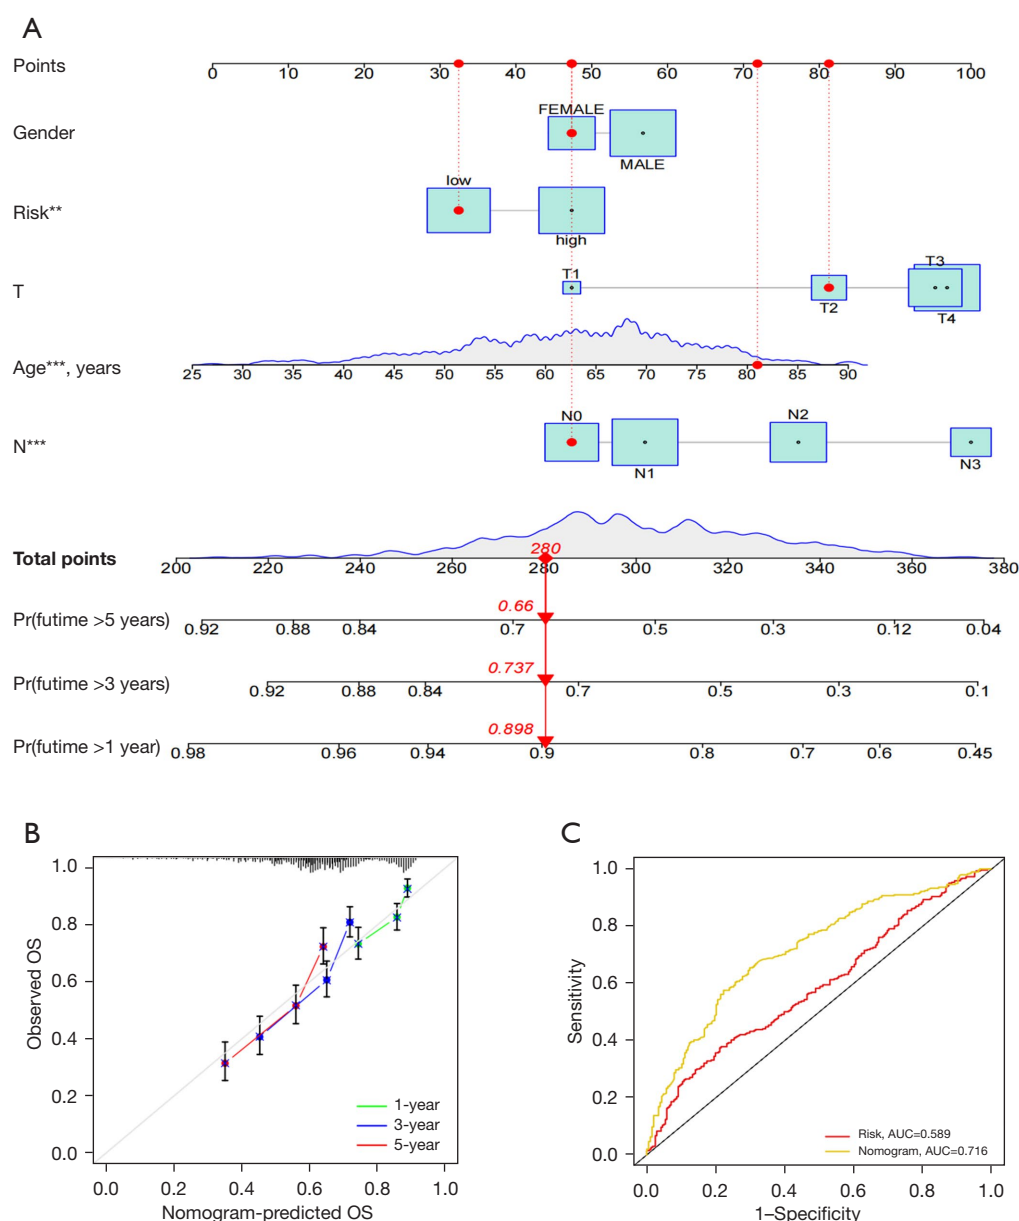 A
Points
0 10 20 30 40 50 60 70 80 90 100
FEMALE
Gender
MALE
low
Risk**
high
T1 T3
T
T2 T4
Age***, years
25 30 35 40 45 50 55 60 65 70 75 80 85 90
N0 N2
N***
N1 N3
280
Total points
200 220 240 260 280 300 320 340 360 380
0.66
Pr(futime >5 years)
0.92 0.88 0.84 0.7 0.5 0.3 0.12 0.04
0.737
Pr(futime >3 years)
0.92 0.88 0.84 0.7 0.5 0.3 0.1
0.898
Pr(futime >1 year)
0.98 0.96 0.94 0.9 0.8 0.7 0.6 0.45
B
Observed OS
1.0
0.8
0.6
0.4
0.2
0.0
1-year
3-year
5-year
0.0 0.2 0.4 0.6 0.8 1.0
Nomogram-predicted OS
C
Sensitivity
1.0
0.8
0.6
0.4
0.2
0.0
Risk, AUC=0.589
Nomogram, AUC=0.716
0.0 0.2 0.4 0.6 0.8 1.0
1–Specificity